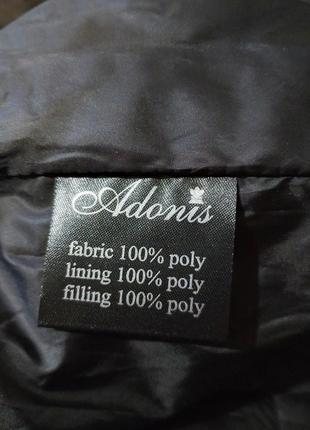 Adonis
fabric 100% poly
lining 100% poly
filling 100% poly